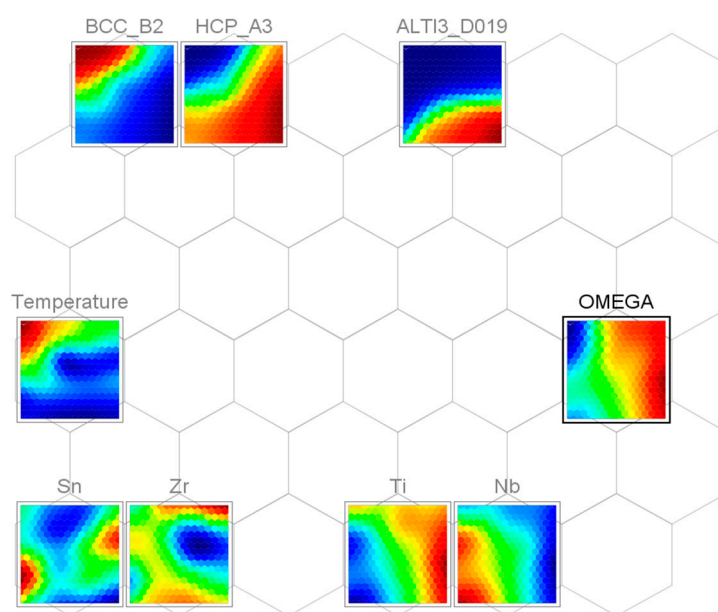 BCC_B2 HCP_A3 ALTI3_D019
Temperature OMEGA
Sn Zr Ti Nb